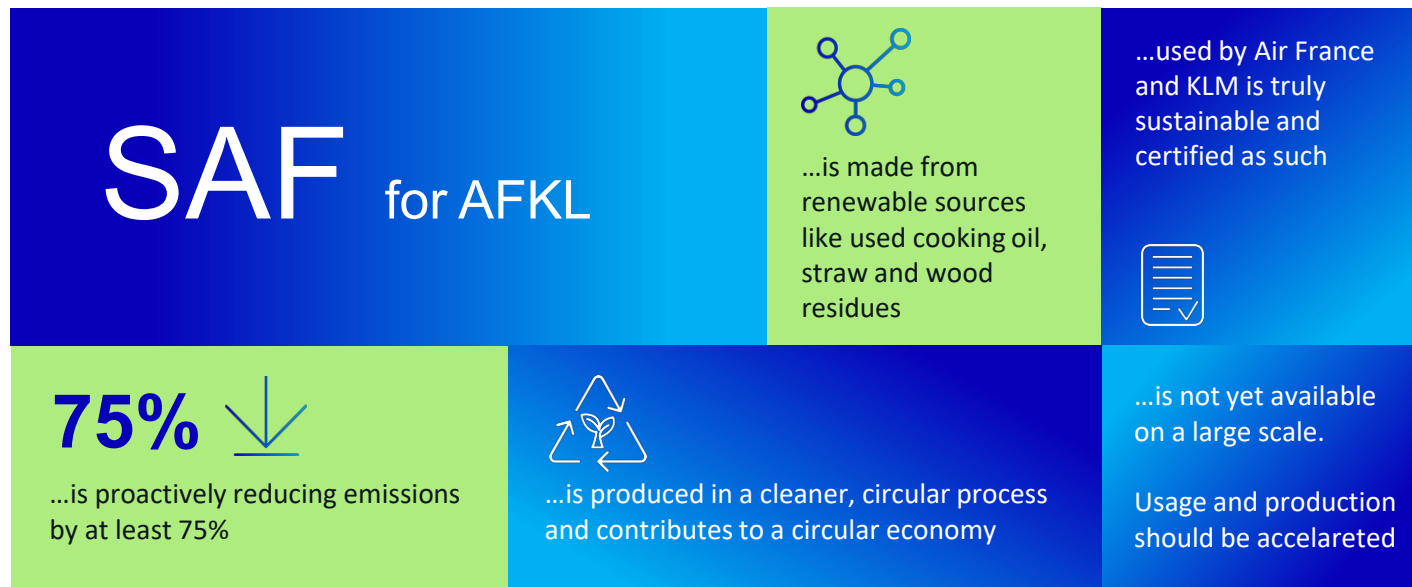 SAF for AFKL
...is made from
renewable sources
like used cooking oil,
straw and wood
residues
...used by Air France
and KLM is truly
sustainable and
certified as such
75%
...is proactively reducing emissions
by at least 75%
...is produced in a cleaner, circular process
and contributes to a circular economy
...is not yet available
on a large scale.
Usage and production
should be accelareted